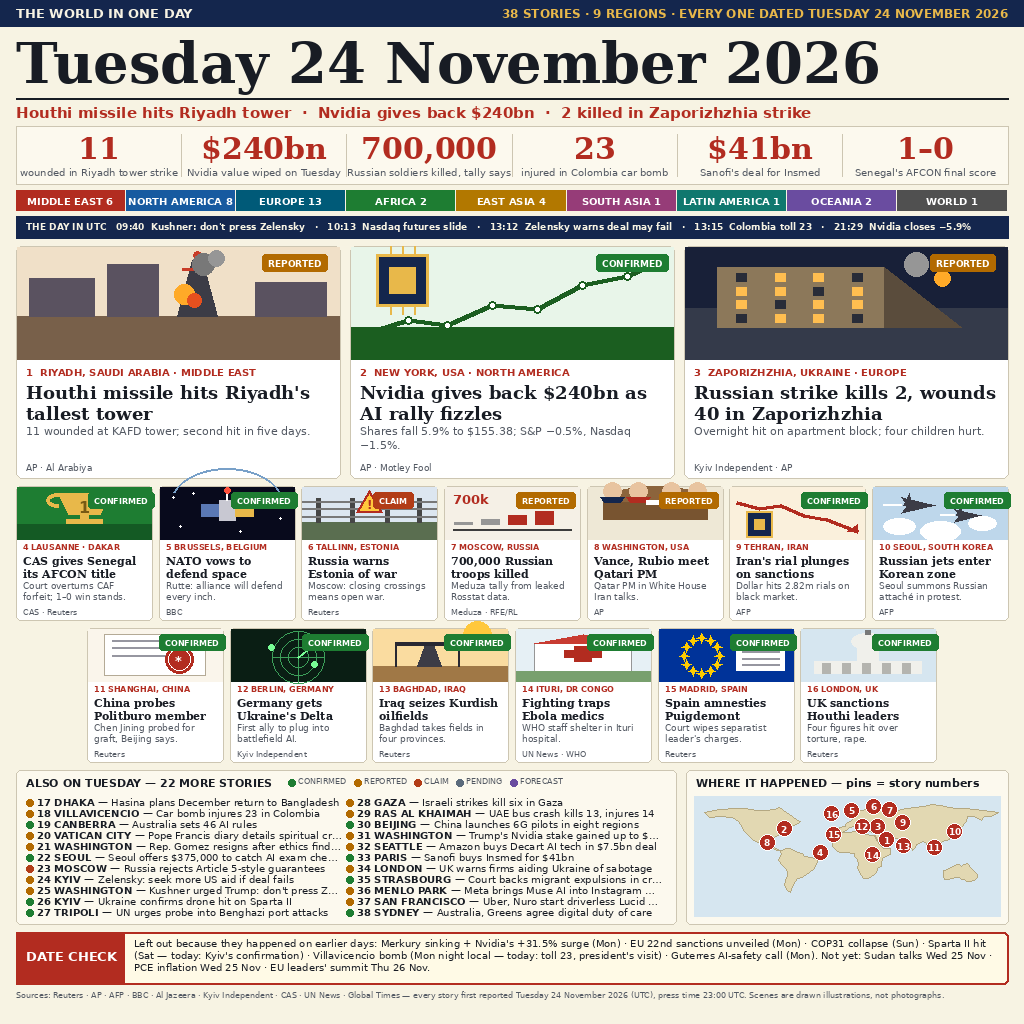 THE WORLD IN ONE DAY
38 STORIES · 9 REGIONS · EVERY ONE DATED TUESDAY 24 NOVEMBER 2026
Tuesday 24 November 2026
Houthi missile hits Riyadh tower · Nvidia gives back $240bn · 2 killed in Zaporizhzhia strike
11
wounded in Riyadh tower strike
$240bn
Nvidia value wiped on Tuesday
700,000
Russian soldiers killed, tally says
23
injured in Colombia car bomb
$41bn
Sanofi's deal for Insmed
1–0
Senegal's AFCON final score
MIDDLE EAST 6
NORTH AMERICA 8
EUROPE 13
AFRICA 2
EAST ASIA 4
SOUTH ASIA 1
LATIN AMERICA 1
OCEANIA 2
WORLD 1
THE DAY IN UTC 09:40 Kushner: don't press Zelensky · 10:13 Nasdaq futures slide · 13:12 Zelensky warns deal may fail · 13:15 Colombia toll 23 · 21:29 Nvidia closes −5.9%
REPORTED
1 RIYADH, SAUDI ARABIA · MIDDLE EAST
Houthi missile hits Riyadh's
tallest tower
11 wounded at KAFD tower; second hit in five days.
AP · Al Arabiya
CONFIRMED
2 NEW YORK, USA · NORTH AMERICA
Nvidia gives back $240bn as
AI rally fizzles
Shares fall 5.9% to $155.38; S&P −0.5%, Nasdaq
−1.5%.
AP · Motley Fool
REPORTED
3 ZAPORIZHZHIA, UKRAINE · EUROPE
Russian strike kills 2, wounds
40 in Zaporizhzhia
Overnight hit on apartment block; four children hurt.
Kyiv Independent · AP
1
CONFIRMED
4 LAUSANNE · DAKAR
CAS gives Senegal
its AFCON title
Court overturns CAF
forfeit; 1–0 win stands.
CAS · Reuters
CONFIRMED
5 BRUSSELS, BELGIUM
NATO vows to
defend space
Rutte: alliance will defend
every inch.
BBC
!
CLAIM
6 TALLINN, ESTONIA
Russia warns
Estonia of war
Moscow: closing crossings
means open war.
Reuters
700k
REPORTED
7 MOSCOW, RUSSIA
700,000 Russian
troops killed
Meduza tally from leaked
Rosstat data.
Meduza · RFE/RL
REPORTED
8 WASHINGTON, USA
Vance, Rubio meet
Qatari PM
Qatari PM in White House
Iran talks.
AP
CONFIRMED
9 TEHRAN, IRAN
Iran's rial plunges
on sanctions
Dollar hits 2.82m rials on
black market.
AFP
CONFIRMED
10 SEOUL, SOUTH KOREA
Russian jets enter
Korean zone
Seoul summons Russian
attaché in protest.
AFP
CONFIRMED
*
11 SHANGHAI, CHINA
China probes
Politburo member
Chen Jining probed for
graft, Beijing says.
Reuters
CONFIRMED
12 BERLIN, GERMANY
Germany gets
Ukraine's Delta
First ally to plug into
battlefield AI.
Kyiv Independent
CONFIRMED
13 BAGHDAD, IRAQ
Iraq seizes Kurdish
oilfields
Baghdad takes fields in
four provinces.
Reuters
CONFIRMED
14 ITURI, DR CONGO
Fighting traps
Ebola medics
WHO staff shelter in Ituri
hospital.
UN News · WHO
CONFIRMED
15 MADRID, SPAIN
Spain amnesties
Puigdemont
Court wipes separatist
leader's charges.
Reuters
CONFIRMED
16 LONDON, UK
UK sanctions
Houthi leaders
Four figures hit over
torture, rape.
Reuters
ALSO ON TUESDAY — 22 MORE STORIES
CONFIRMED REPORTED CLAIM PENDING FORECAST
17 DHAKA — Hasina plans December return to Bangladesh
18 VILLAVICENCIO — Car bomb injures 23 in Colombia
19 CANBERRA — Australia sets 46 AI rules
20 VATICAN CITY — Pope Francis diary details spiritual cr…
21 WASHINGTON — Rep. Gomez resigns after ethics find…
22 SEOUL — Seoul offers $375,000 to catch AI exam che…
23 MOSCOW — Russia rejects Article 5-style guarantees
24 KYIV — Zelensky: seek more US aid if deal fails
25 WASHINGTON — Kushner urged Trump: don't press Z…
26 KYIV — Ukraine confirms drone hit on Sparta II
27 TRIPOLI — UN urges probe into Benghazi port attacks
28 GAZA — Israeli strikes kill six in Gaza
29 RAS AL KHAIMAH — UAE bus crash kills 13, injures 14
30 BEIJING — China launches 6G pilots in eight regions
31 WASHINGTON — Trump's Nvidia stake gained up to $…
32 SEATTLE — Amazon buys Decart AI tech in $7.5bn deal
33 PARIS — Sanofi buys Insmed for $41bn
34 LONDON — UK warns firms aiding Ukraine of sabotage
35 STRASBOURG — Court backs migrant expulsions in cr…
36 MENLO PARK — Meta brings Muse AI into Instagram …
37 SAN FRANCISCO — Uber, Nuro start driverless Lucid …
38 SYDNEY — Australia, Greens agree digital duty of care
WHERE IT HAPPENED — pins = story numbers
16 5 6 7
2 12 3 9
8 15 1 10
4 14 13 11
DATE CHECK
Left out because they happened on earlier days: Merkury sinking + Nvidia's +31.5% surge (Mon) · EU 22nd sanctions unveiled (Mon) · COP31 collapse (Sun) · Sparta II hit
(Sat — today: Kyiv's confirmation) · Villavicencio bomb (Mon night local — today: toll 23, president's visit) · Guterres AI-safety call (Mon). Not yet: Sudan talks Wed 25 Nov ·
PCE inflation Wed 25 Nov · EU leaders' summit Thu 26 Nov.
Sources: Reuters · AP · AFP · BBC · Al Jazeera · Kyiv Independent · CAS · UN News · Global Times — every story first reported Tuesday 24 November 2026 (UTC), press time 23:00 UTC. Scenes are drawn illustrations, not photographs.